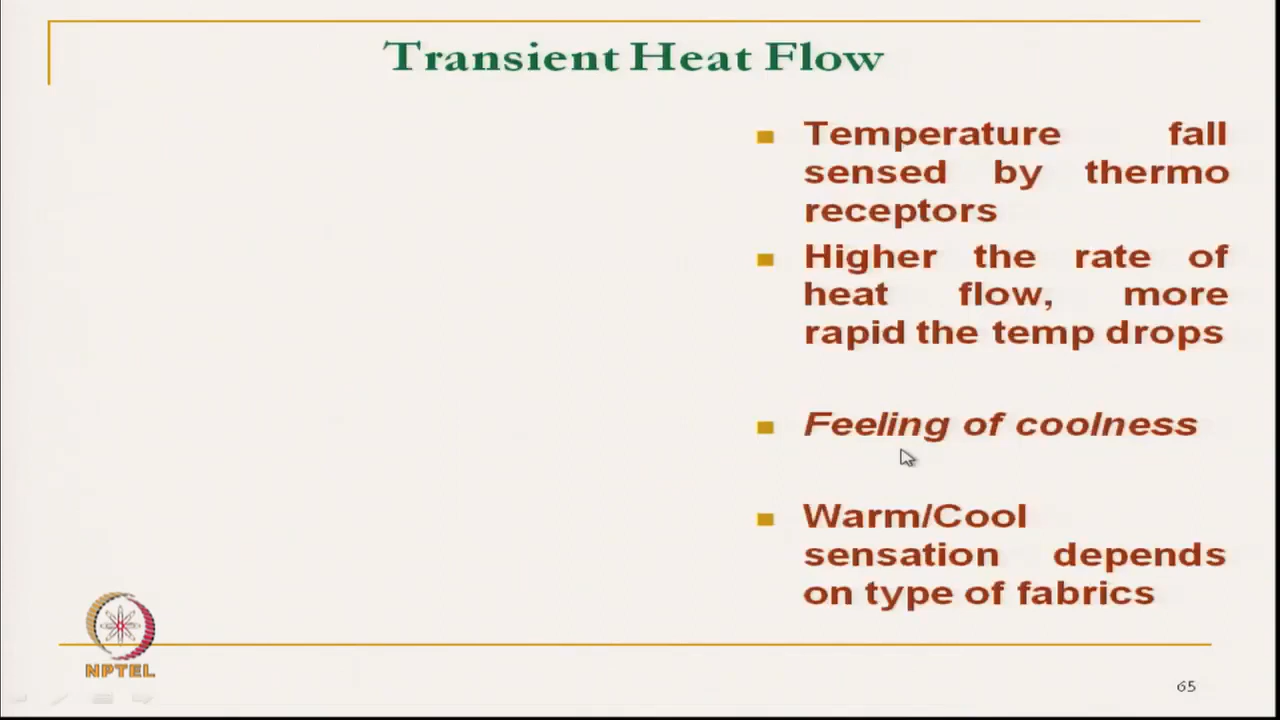 Transient Heat Flow
Temperature fall
sensed by thermo
receptors
Higher the rate of
heat flow, more
rapid the temp drops
Feeling of coolness
Warm/Cool
sensation depends
on type of fabrics
NPTEL
65